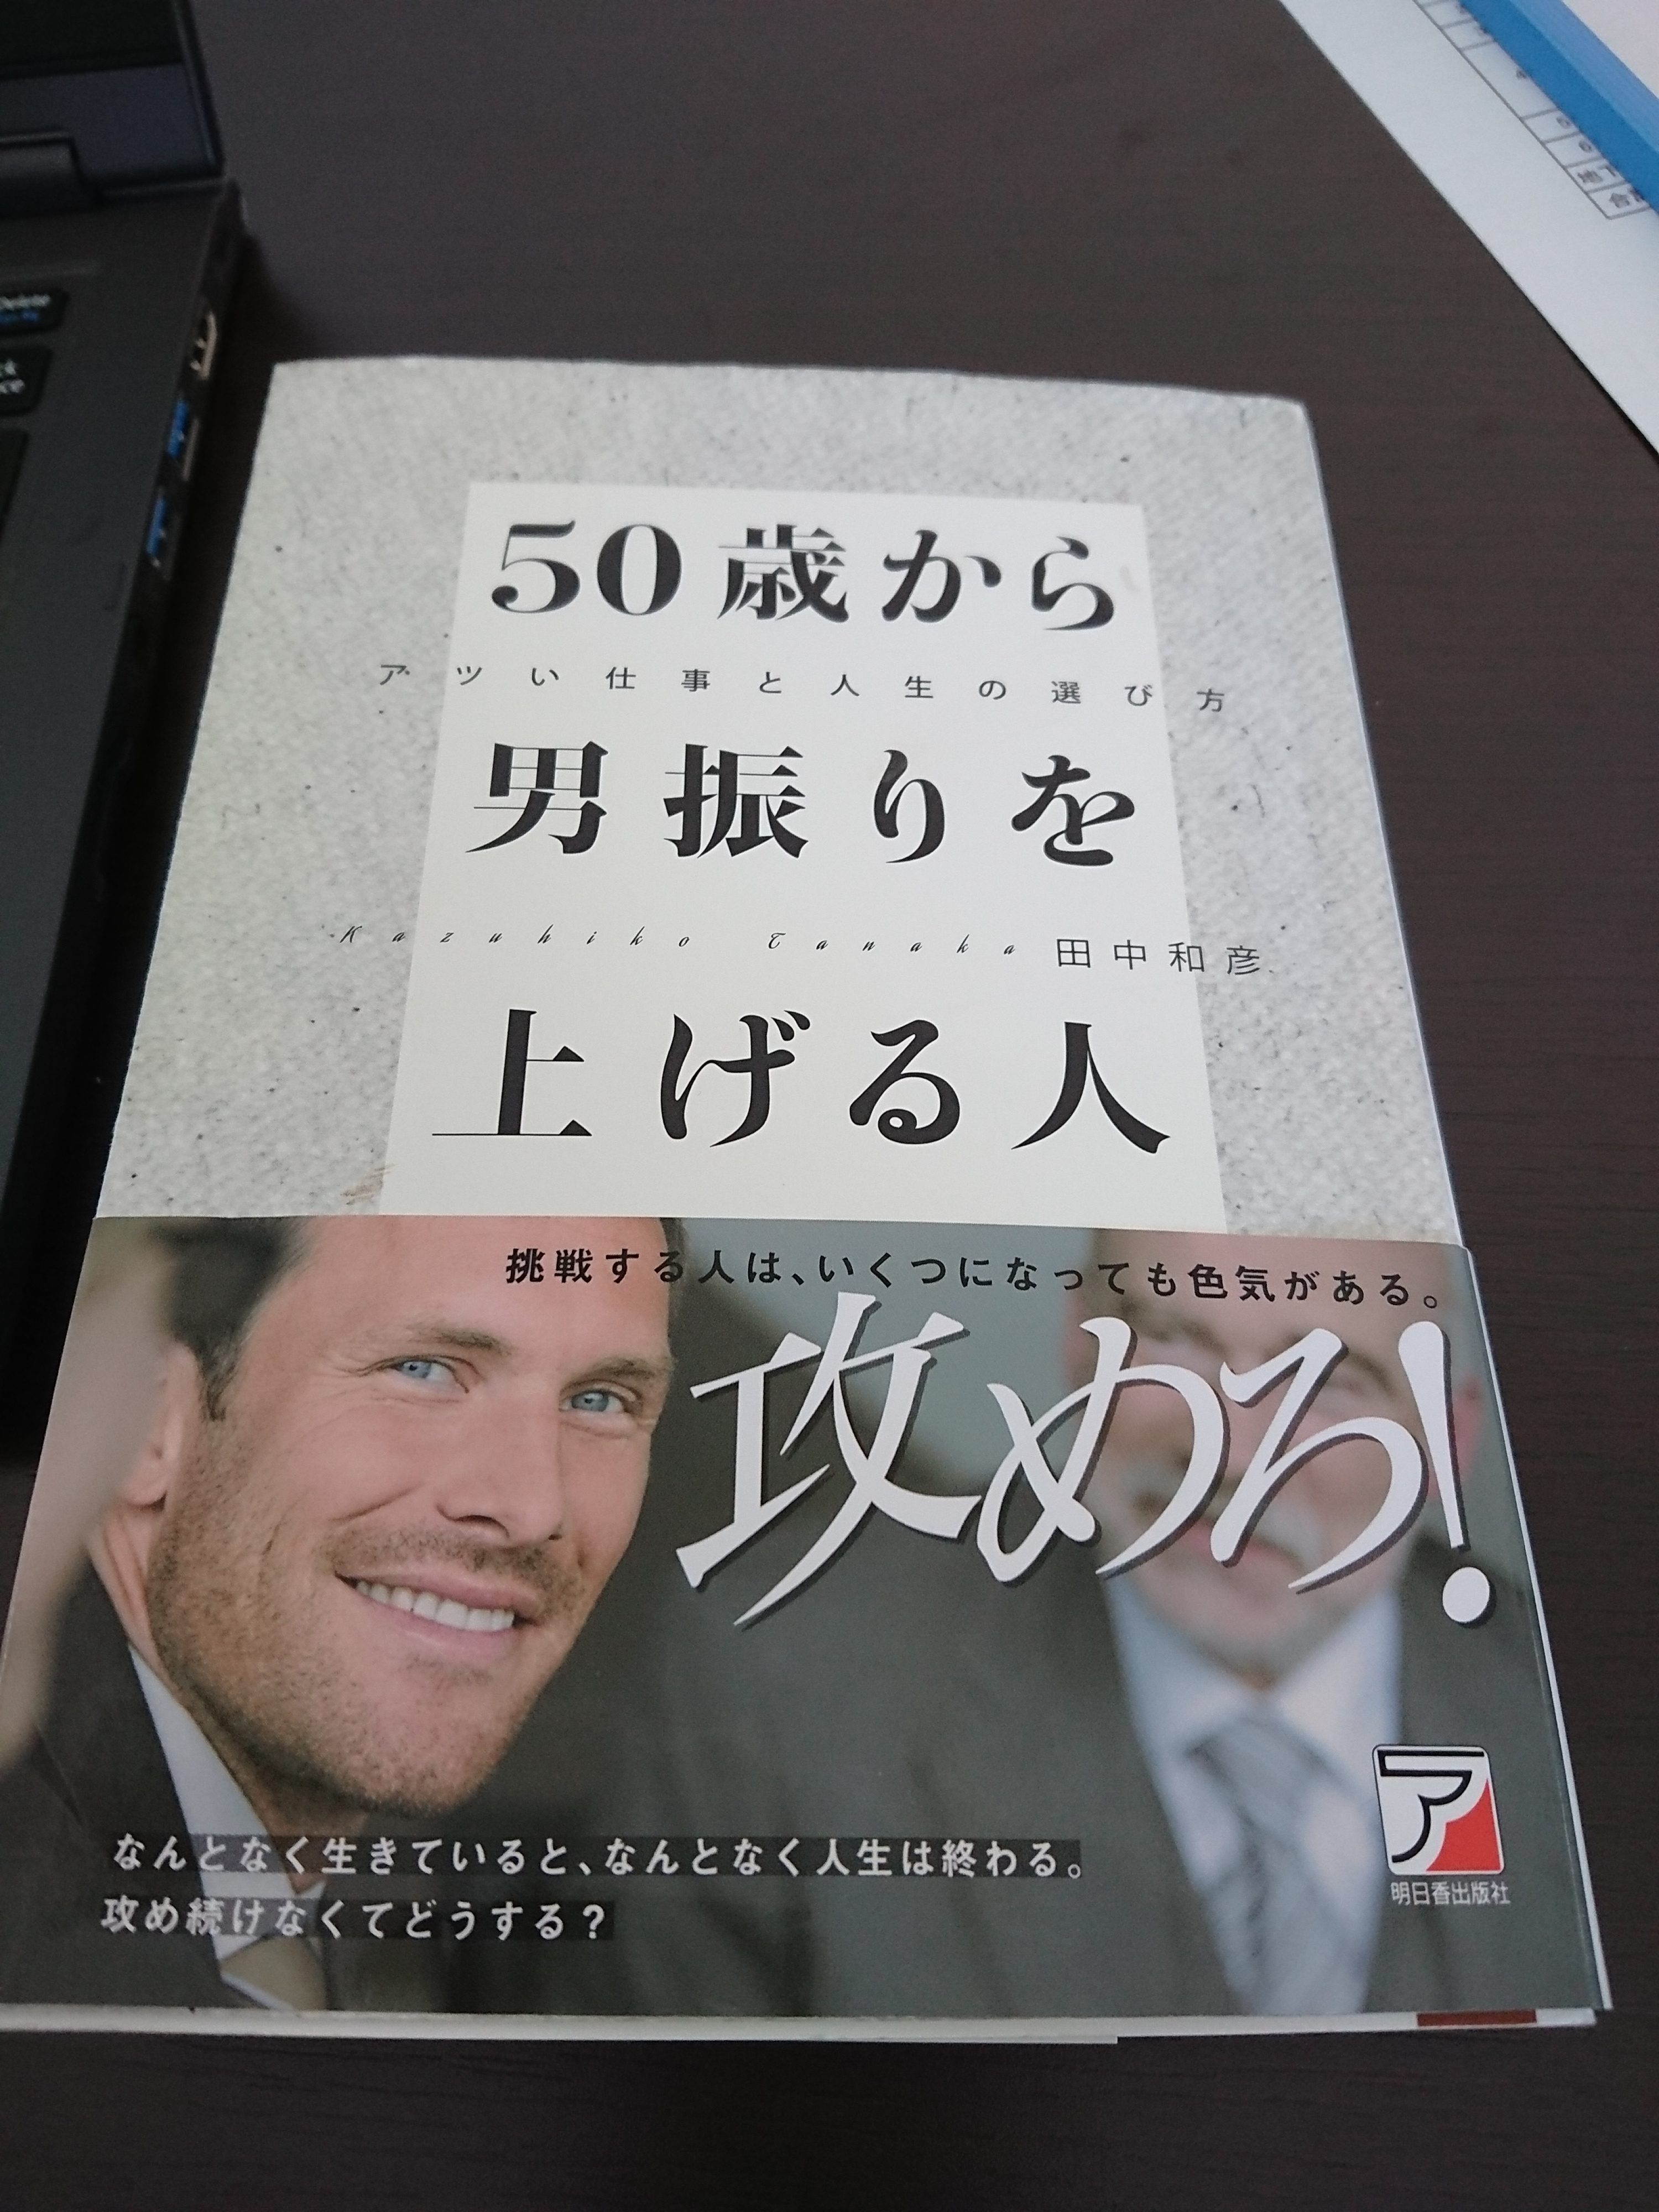 Delete
50歳から
アツい仕事と人生の選び方
男振りを
Kazuhiko Tanaka 田中和彦
上げる人
挑戦する人は、いくつになっても色気がある。
攻めろ!
ア
明日香出版社
なんとなく生きていると、なんとなく人生は終わる。
攻め続けなくてどうする？